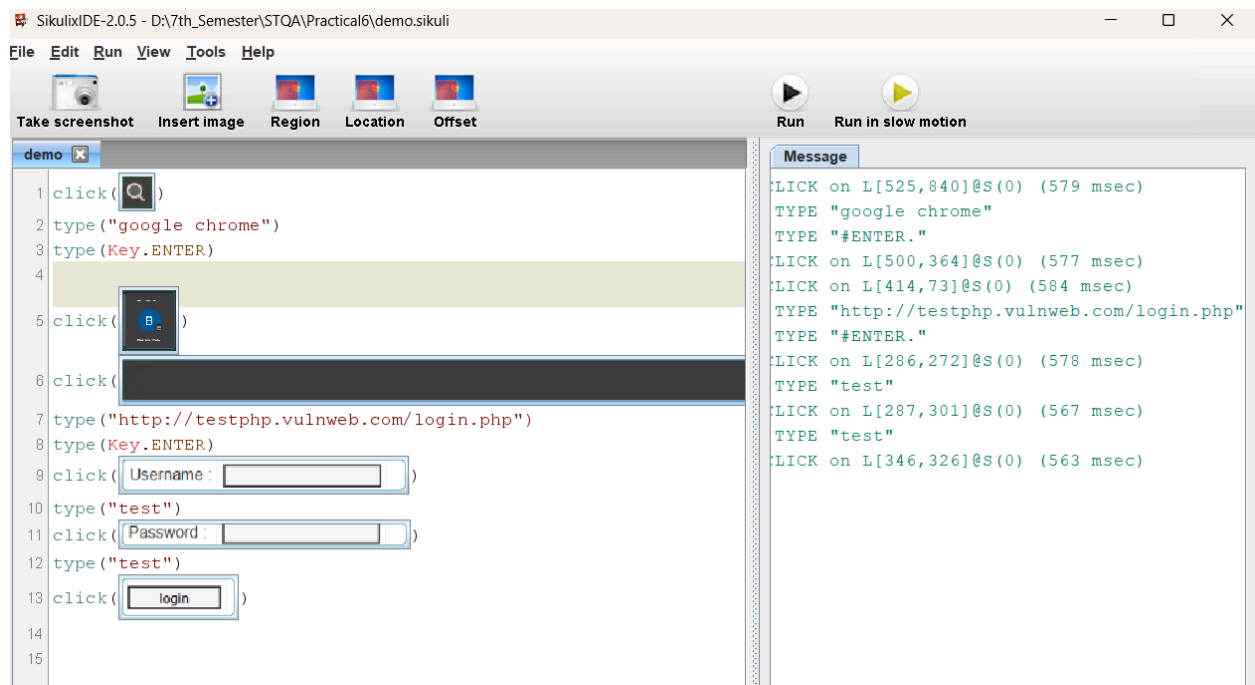 SikulixIDE-2.0.5 - D:\7th_Semester\STQA\Practical6\demo.sikuli
File Edit Run View Tools Help
Take screenshot Insert image Region Location Offset Run Run in slow motion
demo
1 click( )
2 type("google chrome")
3 type(Key.ENTER)
4
5 click( )
6 click(
7 type("http://testphp.vulnweb.com/login.php")
8 type(Key.ENTER)
9 click( Username : )
10 type("test")
11 click( Password : )
12 type("test")
13 click( login )
14
15
Message
CLICK on L[525,840]@S(0) (579 msec)
TYPE "google chrome"
TYPE "#ENTER."
CLICK on L[500,364]@S(0) (577 msec)
CLICK on L[414,73]@S(0) (584 msec)
TYPE "http://testphp.vulnweb.com/login.php"
TYPE "#ENTER."
CLICK on L[286,272]@S(0) (578 msec)
TYPE "test"
CLICK on L[287,301]@S(0) (567 msec)
TYPE "test"
CLICK on L[346,326]@S(0) (563 msec)